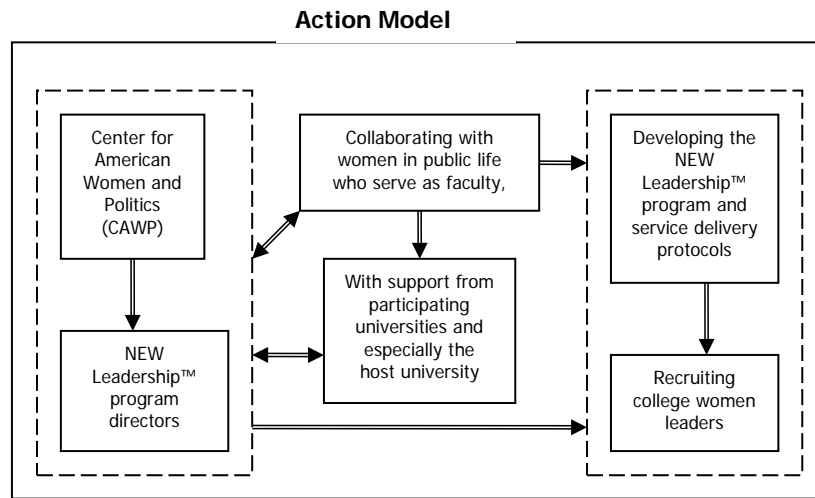 Action Model
Center for
American
Women and
Politics
(CAWP)
NEW
Leadership™
program
directors
Collaborating with
women in public life
who serve as faculty,
With support from
participating
universities and
especially the
host university
Developing the
NEW
Leadership™
program and
service delivery
protocols
Recruiting
college women
leaders